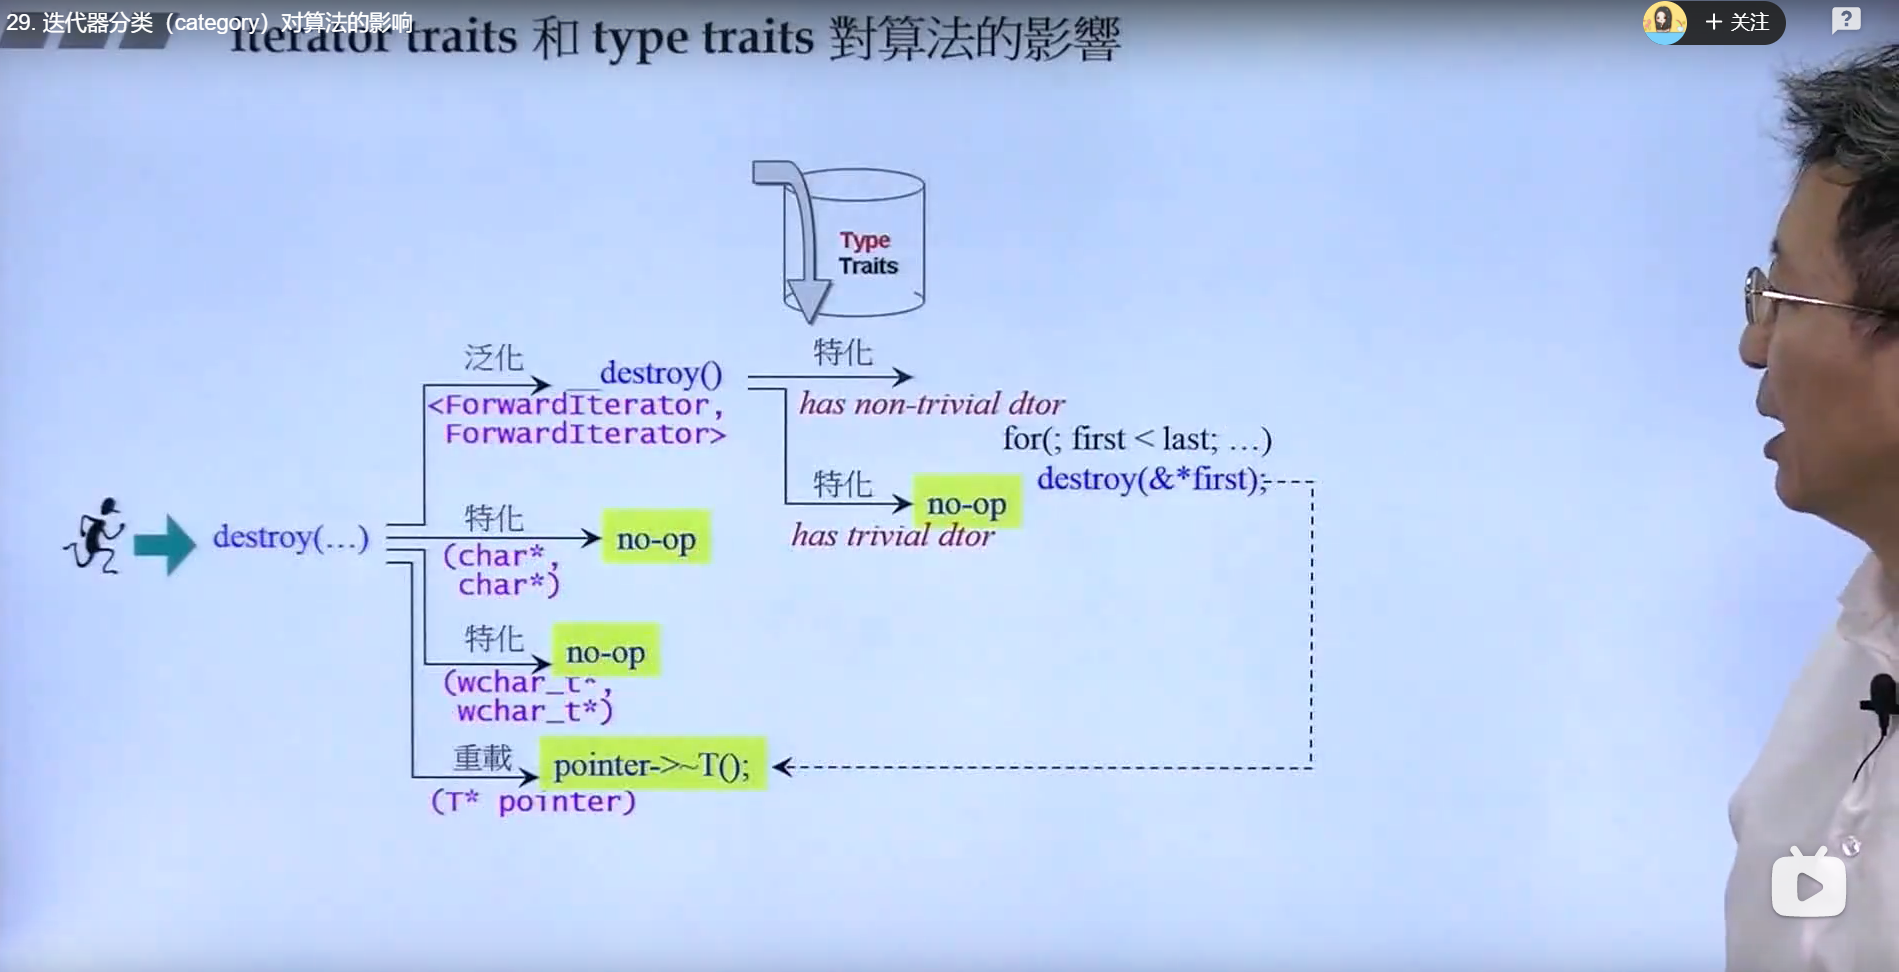 29. 迭代器分类（category）对算法的影响
iterator traits 和 type traits 對算法的影響
+ 关注
?
Type
Traits
泛化
__destroy()
<ForwardIterator,
ForwardIterator>
特化
has non-trivial dtor
for(; first < last; …)
destroy(&*first);
特化
no-op
has trivial dtor
destroy(…)
特化
no-op
(char*,
char*)
特化
no-op
(wchar_t*,
wchar_t*)
重載
pointer->~T();
(T* pointer)